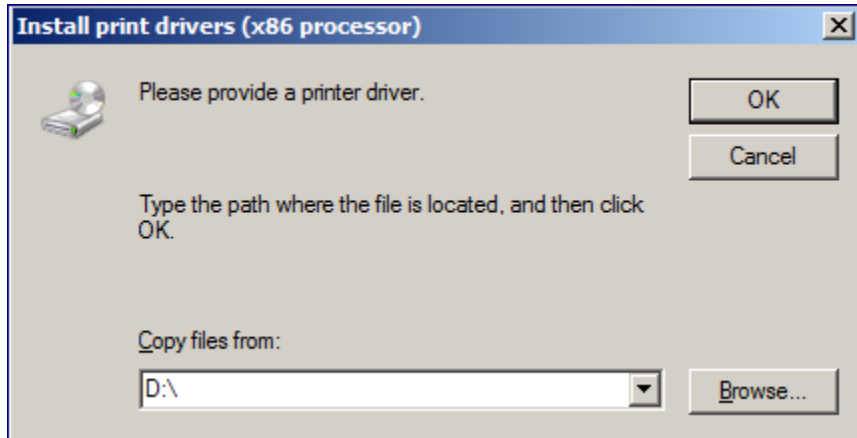 Install print drivers (x86 processor)
Please provide a printer driver.
OK
Cancel
Type the path where the file is located, and then click
OK.
Copy files from:
D:\
Browse...